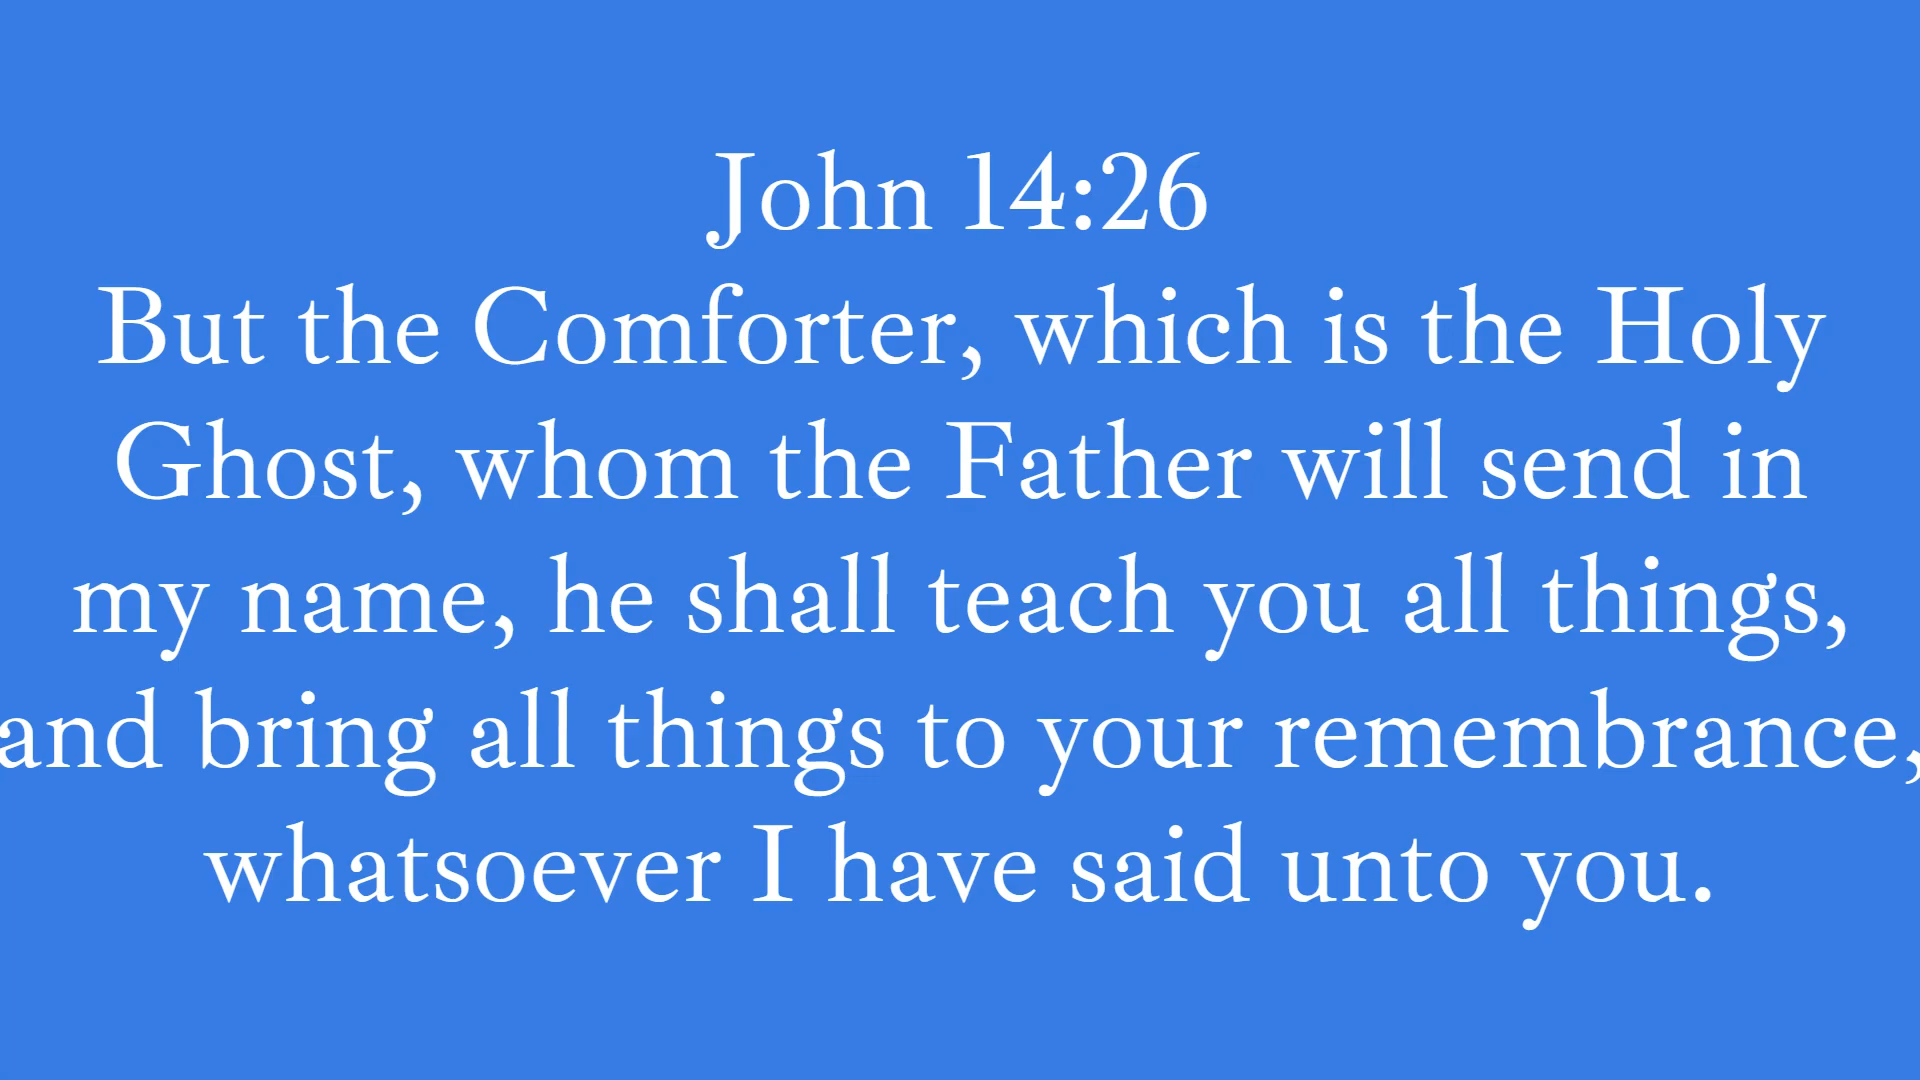 John 14:26
But the Comforter, which is the Holy
Ghost, whom the Father will send in
my name, he shall teach you all things,
and bring all things to your remembrance,
whatsoever I have said unto you.